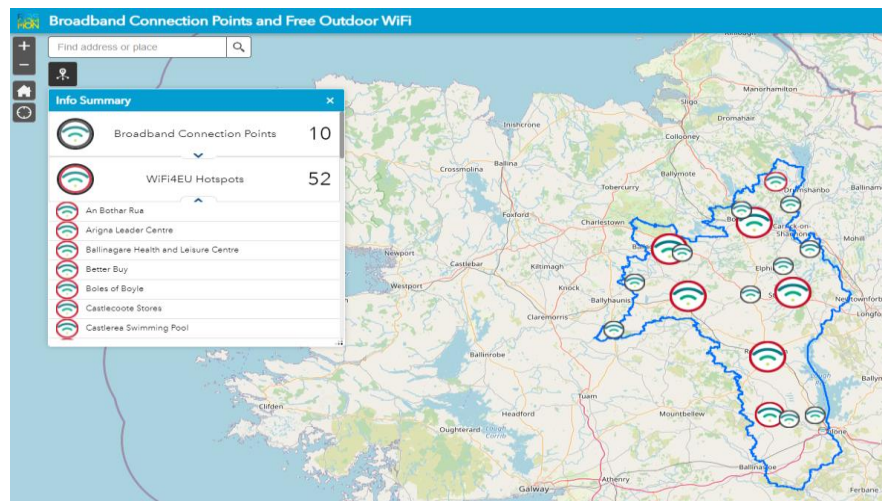 Broadband Connection Points and Free Outdoor WiFi
Find address or place
Info Summary
Broadband Connection Points 10
WiFi4EU Hotspots 52
An Bothar Rua
Arigna Leader Centre
Ballinagare Health and Leisure Centre
Better Buy
Boles of Boyle
Castlecoote Stores
Castlerea Swimming Pool
Manorhamilton
Sligo
Dromahair
Inishcrone
Collooney
Ballina
Crossmolina
Ballymote
Tobercurry
Drumshanbo
Foxford
Charlestown
Carrick-on-
Shannon
Mohill
Newport
Castlebar
Kiltimagh
Elphin
Westport
Knock
Ballyhaunis
Claremorris
Ballinrobe
Tuam
Clifden
Headford
Mountbellew
Oughterard
Lough
Corrib
Athlone
Ballinasloe
Athenry
Galway
Ferbane